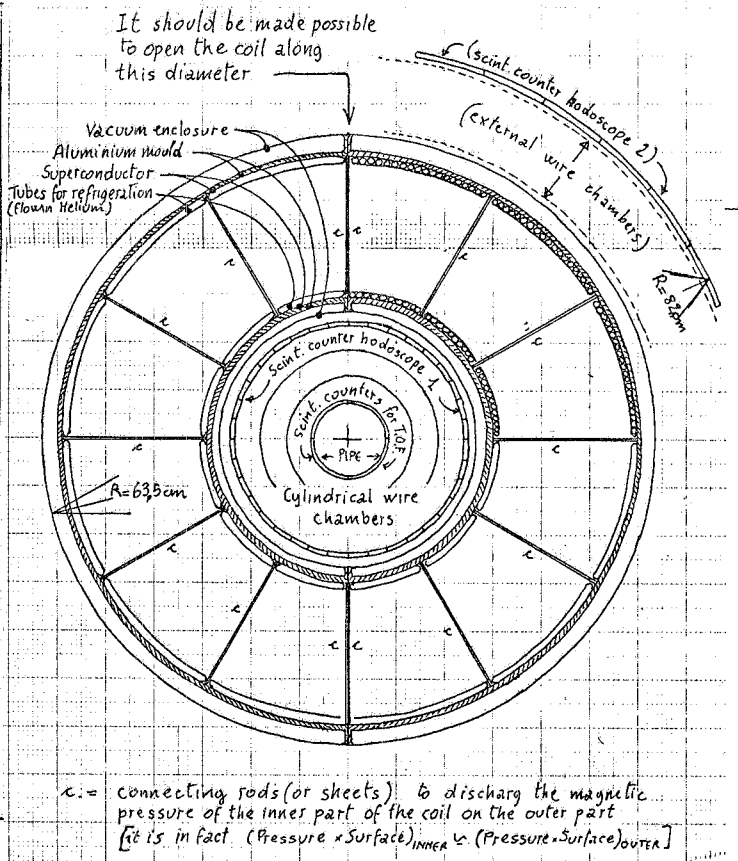 It should be made possible
to open the coil along
this diameter
(scint. counter hodoscope 2)
(external wire chambers)
Vacuum enclosure
Aluminium mould
Superconductor
Tubes for refrigeration
(flowin Helium)
R=82cm
Scint. counter hodoscope 1
Scint. counters for T.O.F.
PIPE
Cylindrical wire
chambers
R=63,5cm
r
r
r
r
r
r
r
r
r
r
r
r
r
r
r = connecting rods (or sheets) to discharg the magnetic
pressure of the inner part of the coil on the outer part
[it is in fact (Pressure × Surface)INNER ≃ (Pressure × Surface)OUTER]